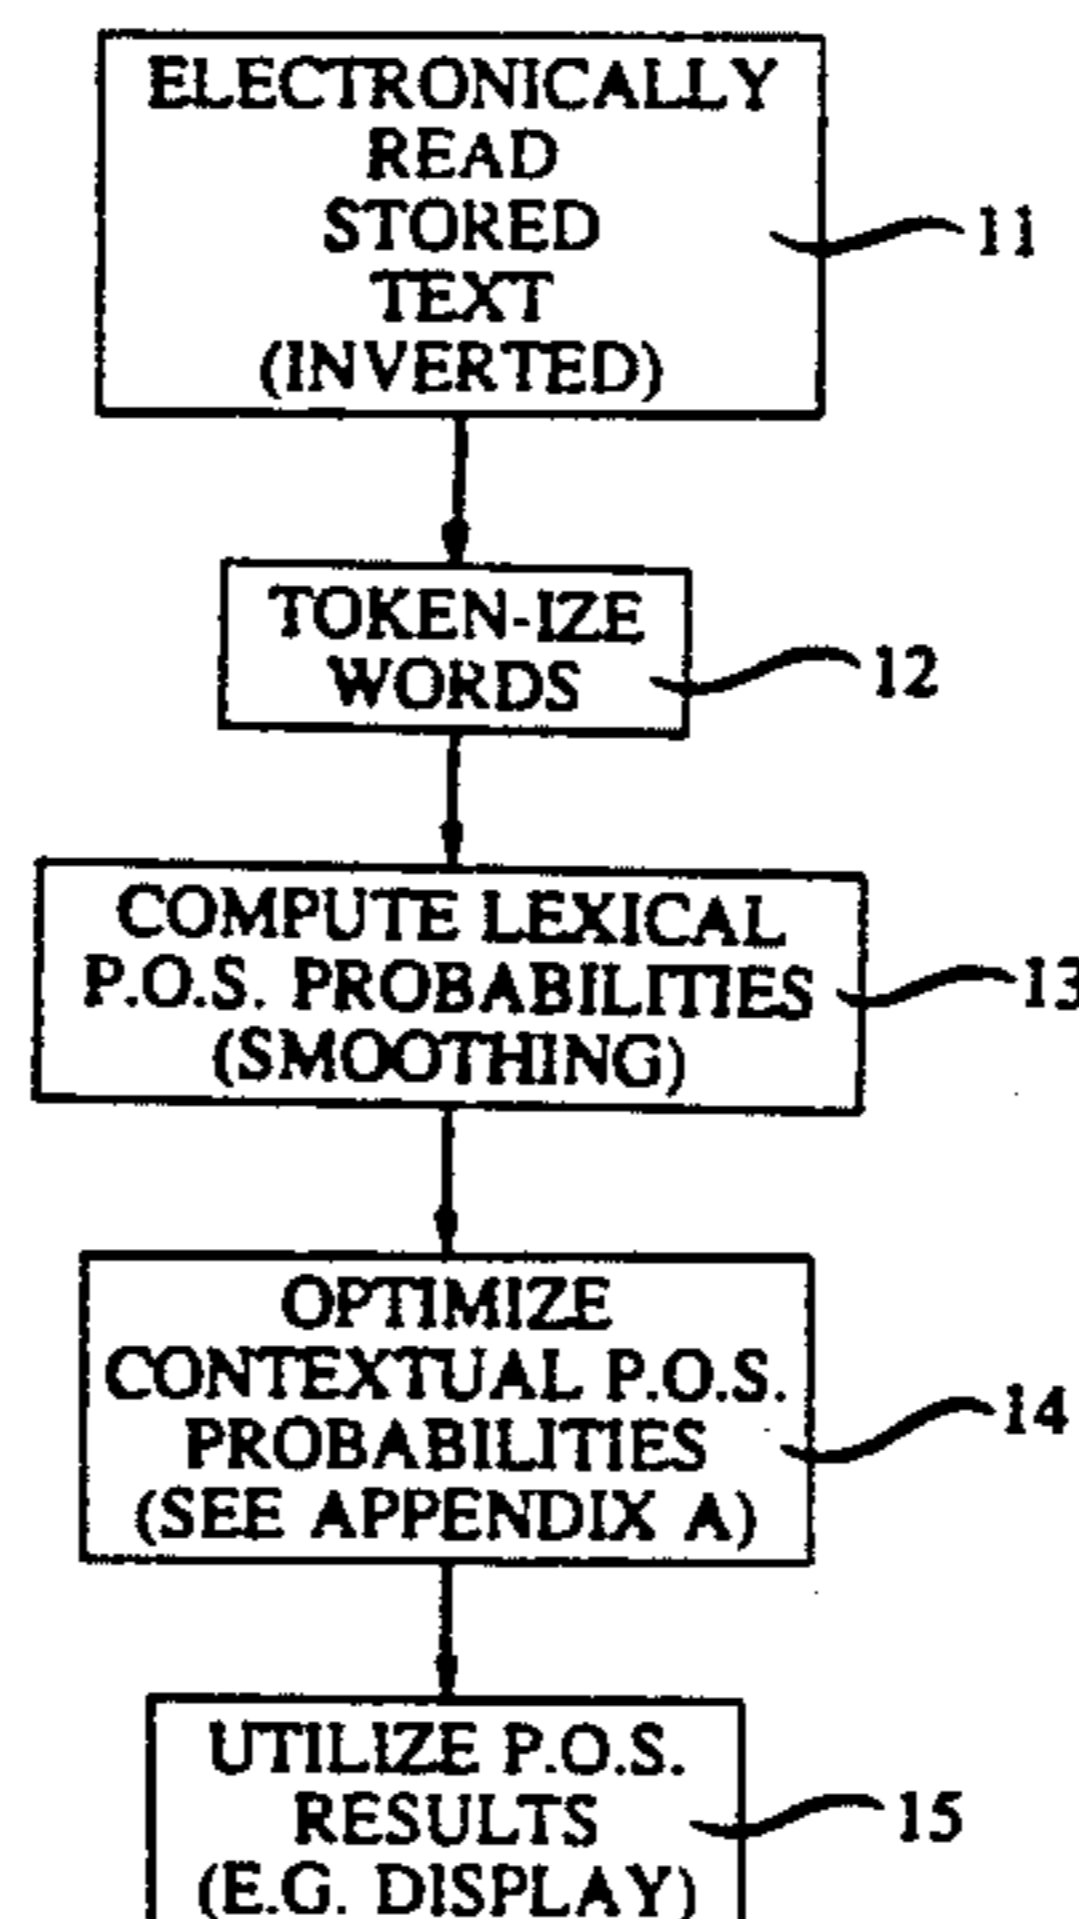 ELECTRONICALLY
READ
STORED
TEXT
(INVERTED)
11
TOKEN-IZE
WORDS
12
COMPUTE LEXICAL
P.O.S. PROBABILITIES
(SMOOTHING)
13
OPTIMIZE
CONTEXTUAL P.O.S.
PROBABILITIES
(SEE APPENDIX A)
14
UTILIZE P.O.S.
RESULTS
(E.G. DISPLAY)
15